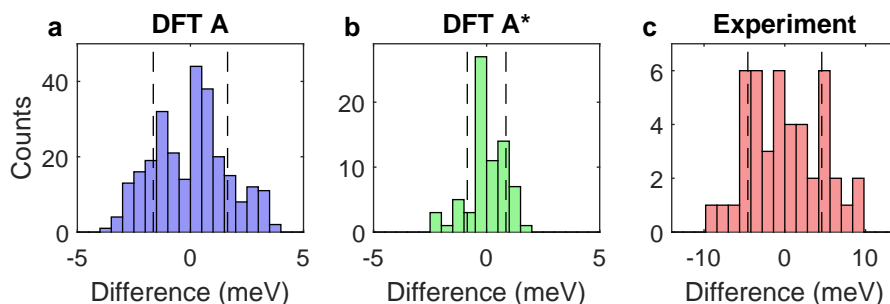 a DFT A
b DFT A*
c Experiment
Counts
40
20
0
-5 0 5
Difference (meV)
20
10
0
-5 0 5
Difference (meV)
6
4
2
0
-10 0 10
Difference (meV)